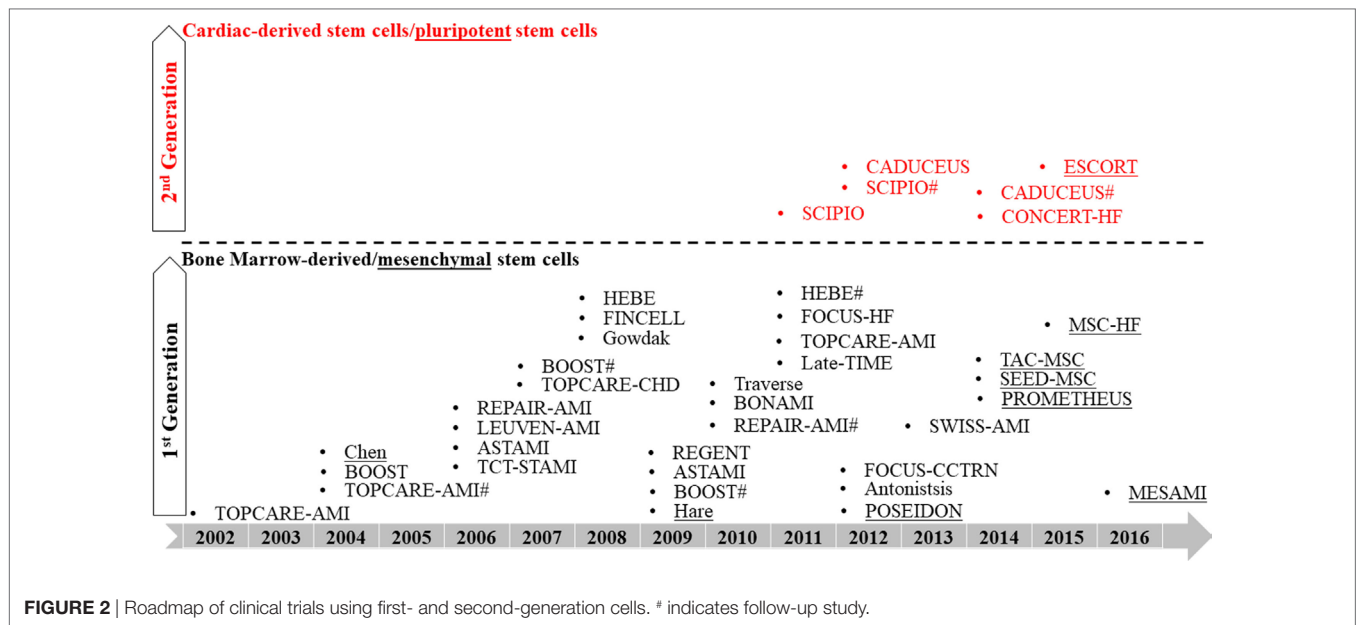 Cardiac-derived stem cells/pluripotent stem cells
2nd Generation
• CADUCEUS
• SCIPIO#
• SCIPIO
• ESCORT
• CADUCEUS#
• CONCERT-HF
Bone Marrow-derived/mesenchymal stem cells
1st Generation
• TOPCARE-AMI
• Chen
• BOOST
• TOPCARE-AMI#
• REPAIR-AMI
• LEUVEN-AMI
• ASTAMI
• TCT-STAMI
• BOOST#
• TOPCARE-CHD
• HEBE
• FINCELL
• Gowdak
• REGENT
• ASTAMI
• BOOST#
• Hare
• Traverse
• BONAMI
• REPAIR-AMI#
• HEBE#
• FOCUS-HF
• TOPCARE-AMI
• Late-TIME
• FOCUS-CCTRN
• Antonistsis
• POSEIDON
• SWISS-AMI
• TAC-MSC
• SEED-MSC
• PROMETHEUS
• MSC-HF
• MESAMI
2002 2003 2004 2005 2006 2007 2008 2009 2010 2011 2012 2013 2014 2015 2016
FIGURE 2 | Roadmap of clinical trials using first- and second-generation cells. # indicates follow-up study.